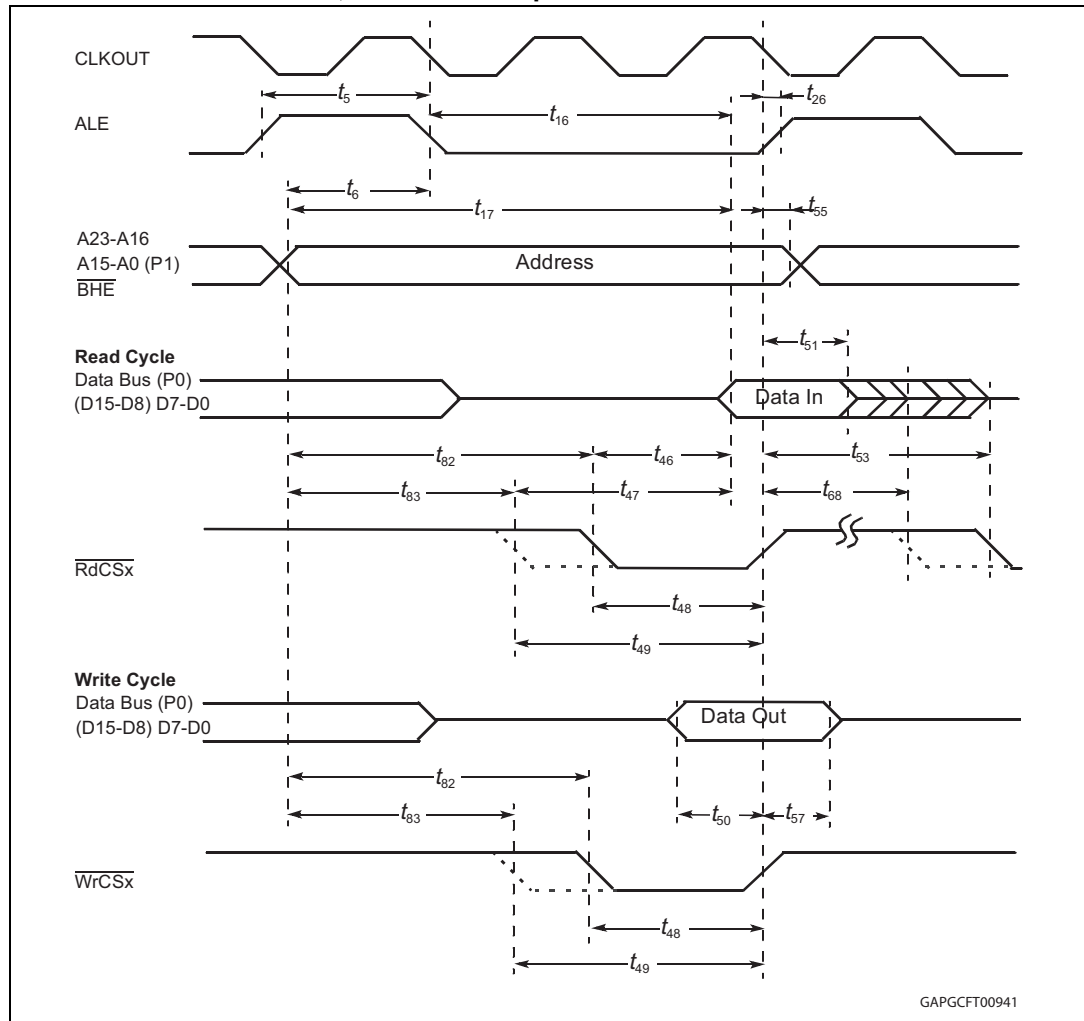 CLKOUT
t5
t26
ALE
t16
t6
t17
t55
A23-A16
A15-A0 (P1)
BHE
Address
t51
Read Cycle
Data Bus (P0)
(D15-D8) D7-D0
Data In
t82
t46
t53
t83
t47
t68
RdCSx
t48
t49
Write Cycle
Data Bus (P0)
(D15-D8) D7-D0
Data Out
t82
t83
t50
t57
WrCSx
t48
t49
GAPGCFT00941